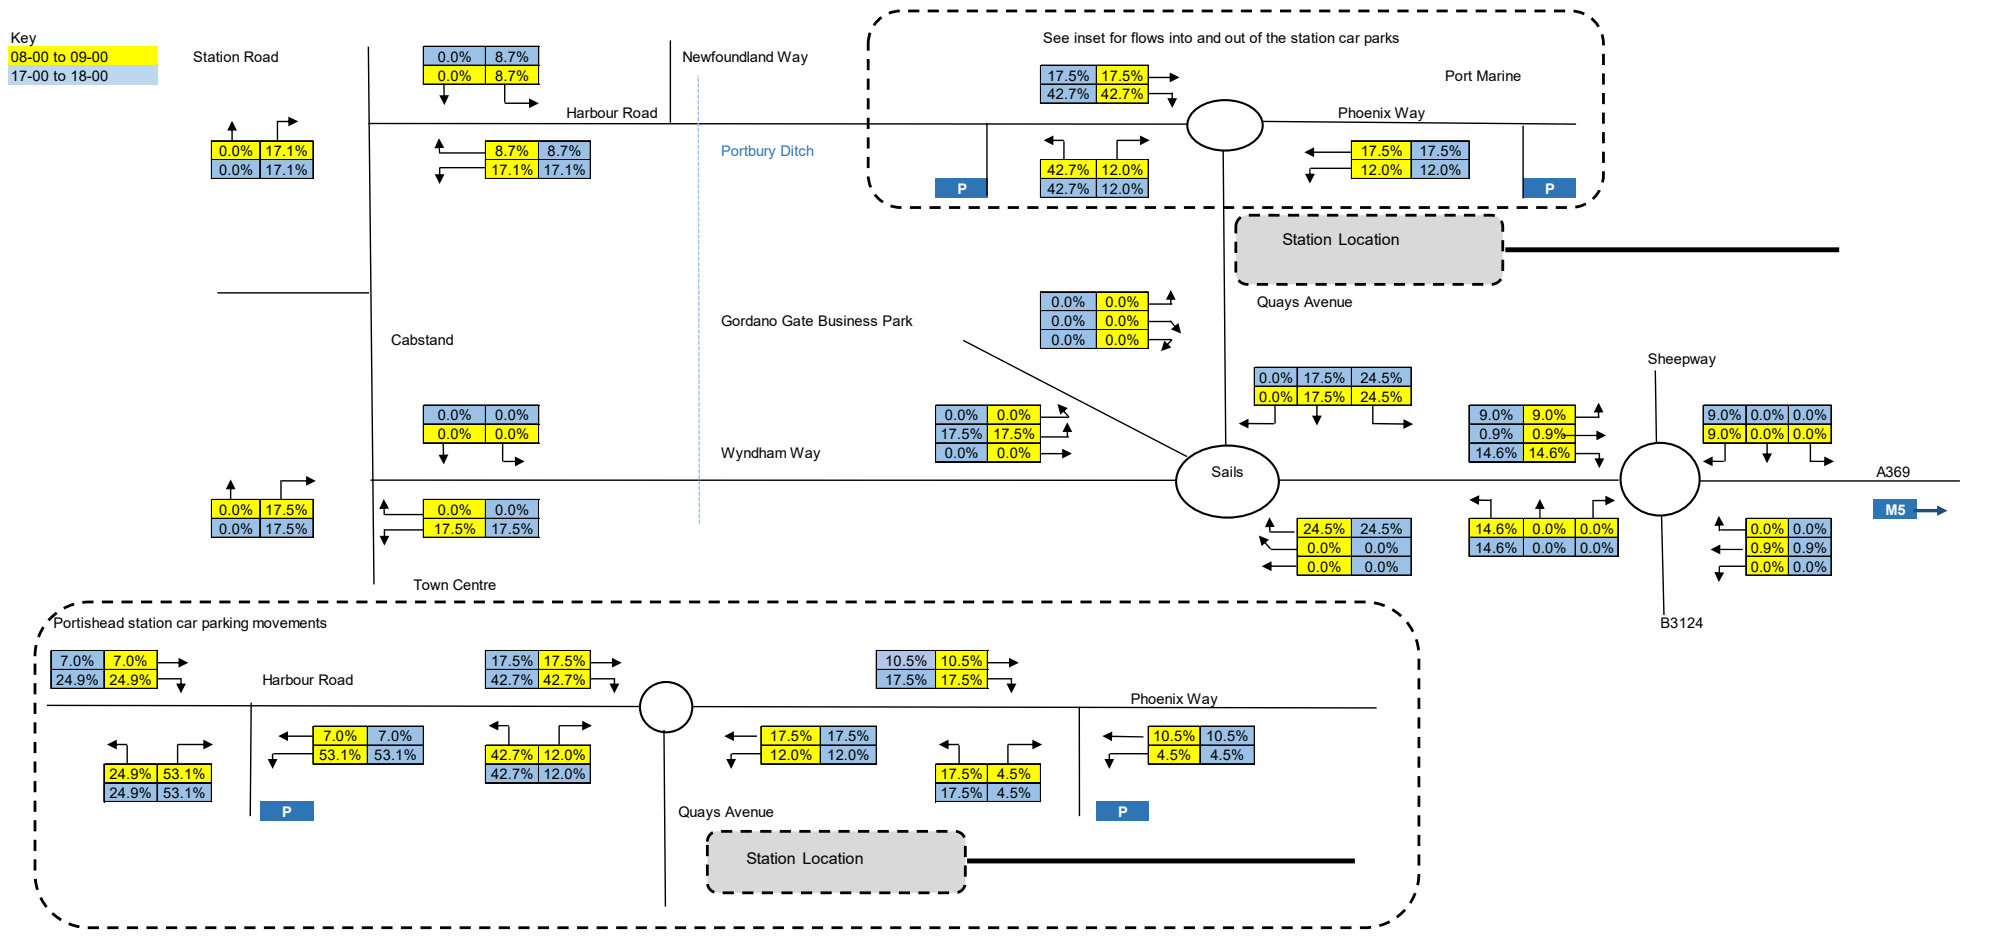 Key
08-00 to 09-00
17-00 to 18-00
Station Road
0.0% 8.7%
0.0% 8.7%
Newfoundland Way
See inset for flows into and out of the station car parks
17.5% 17.5%
42.7% 42.7%
Port Marine
Harbour Road
Phoenix Way
0.0% 17.1%
0.0% 17.1%
8.7% 8.7%
17.1% 17.1%
Portbury Ditch
P
42.7% 12.0%
42.7% 12.0%
17.5% 17.5%
12.0% 12.0%
P
Station Location
Quays Avenue
0.0% 0.0%
0.0% 0.0%
0.0% 0.0%
Gordano Gate Business Park
Cabstand
Sheepway
0.0% 17.5% 24.5%
0.0% 17.5% 24.5%
0.0% 0.0%
0.0% 0.0%
Wyndham Way
0.0% 0.0%
17.5% 17.5%
0.0% 0.0%
Sails
9.0% 9.0%
0.9% 0.9%
14.6% 14.6%
9.0% 0.0% 0.0%
9.0% 0.0% 0.0%
A369
M5
0.0% 17.5%
0.0% 17.5%
0.0% 0.0%
17.5% 17.5%
24.5% 24.5%
0.0% 0.0%
0.0% 0.0%
14.6% 0.0% 0.0%
14.6% 0.0% 0.0%
0.0% 0.0%
0.9% 0.9%
0.0% 0.0%
Town Centre
B3124
Portishead station car parking movements
7.0% 7.0%
24.9% 24.9%
Harbour Road
17.5% 17.5%
42.7% 42.7%
10.5% 10.5%
17.5% 17.5%
Phoenix Way
24.9% 53.1%
24.9% 53.1%
7.0% 7.0%
53.1% 53.1%
42.7% 12.0%
42.7% 12.0%
17.5% 17.5%
12.0% 12.0%
17.5% 4.5%
17.5% 4.5%
10.5% 10.5%
4.5% 4.5%
P
Quays Avenue
P
Station Location